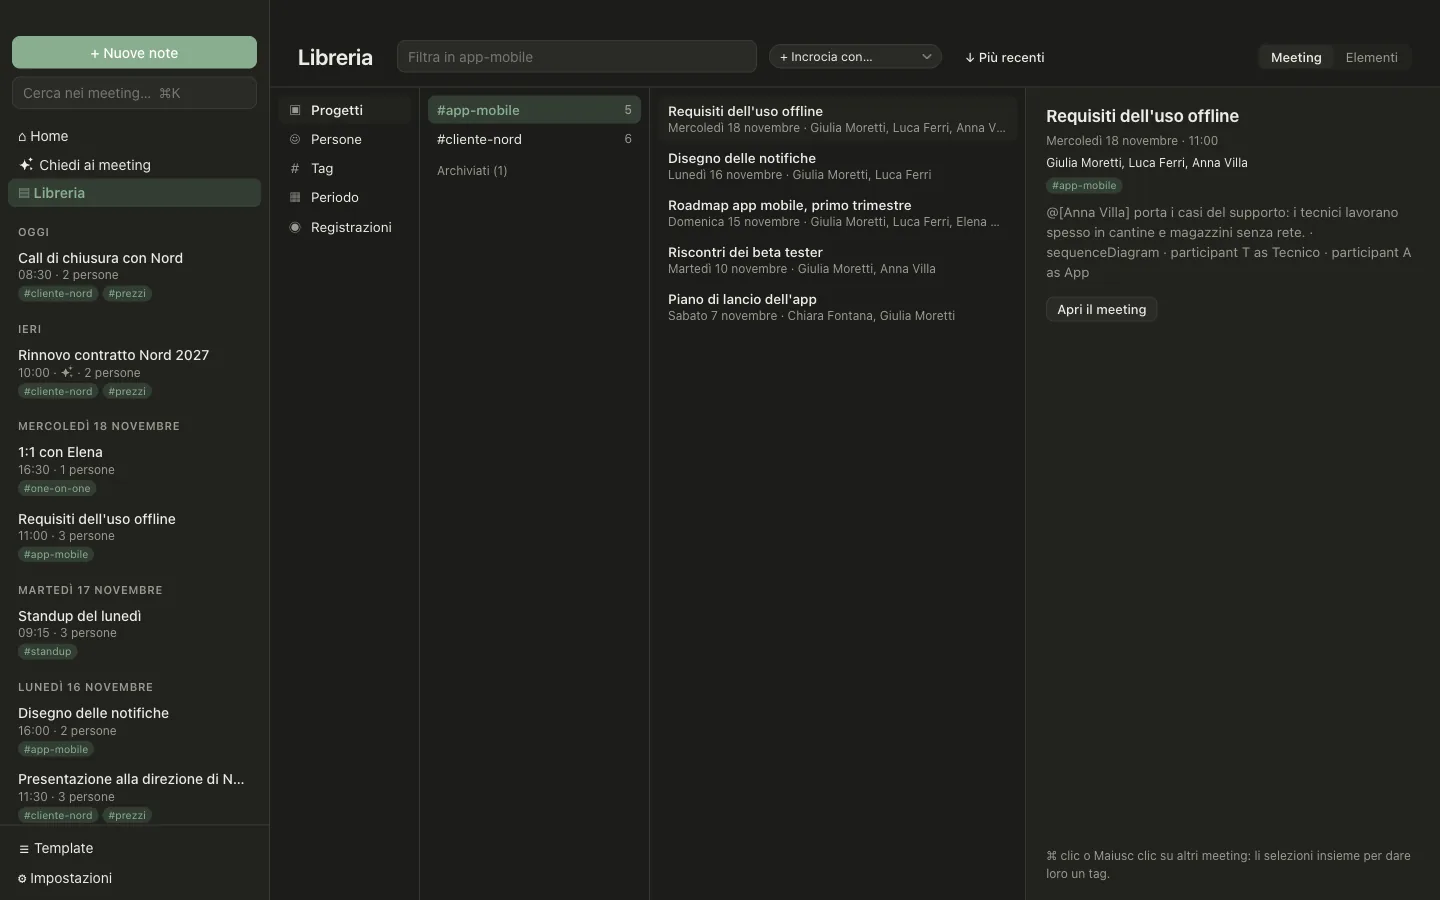 + Nuove note
Cerca nei meeting... ⌘K
Home
Chiedi ai meeting
Libreria
OGGI
Call di chiusura con Nord
08:30 · 2 persone
#cliente-nord #prezzi
IERI
Rinnovo contratto Nord 2027
10:00 · · 2 persone
#cliente-nord #prezzi
MERCOLEDÌ 18 NOVEMBRE
1:1 con Elena
16:30 · 1 persone
#one-on-one
Requisiti dell'uso offline
11:00 · 3 persone
#app-mobile
MARTEDÌ 17 NOVEMBRE
Standup del lunedì
09:15 · 3 persone
#standup
LUNEDÌ 16 NOVEMBRE
Disegno delle notifiche
16:00 · 2 persone
#app-mobile
Presentazione alla direzione di N...
11:30 · 3 persone
#cliente-nord #prezzi
Template
Impostazioni
Libreria
Filtra in app-mobile
+ Incrocia con...
↓ Più recenti
Meeting
Elementi
Progetti
Persone
# Tag
Periodo
Registrazioni
#app-mobile 5
#cliente-nord 6
Archiviati (1)
Requisiti dell'uso offline
Mercoledì 18 novembre · Giulia Moretti, Luca Ferri, Anna V...
Disegno delle notifiche
Lunedì 16 novembre · Giulia Moretti, Luca Ferri
Roadmap app mobile, primo trimestre
Domenica 15 novembre · Giulia Moretti, Luca Ferri, Elena ...
Riscontri dei beta tester
Martedì 10 novembre · Giulia Moretti, Anna Villa
Piano di lancio dell'app
Sabato 7 novembre · Chiara Fontana, Giulia Moretti
Requisiti dell'uso offline
Mercoledì 18 novembre · 11:00
Giulia Moretti, Luca Ferri, Anna Villa
#app-mobile
@[Anna Villa] porta i casi del supporto: i tecnici lavorano
spesso in cantine e magazzini senza rete. ·
sequenceDiagram · participant T as Tecnico · participant A
as App
Apri il meeting
⌘ clic o Maiusc clic su altri meeting: li selezioni insieme per dare
loro un tag.